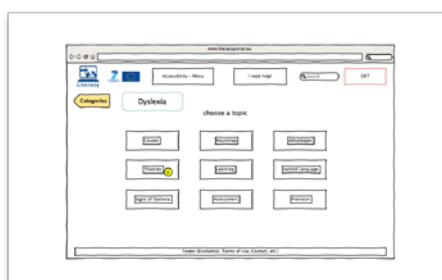 www.literacyportal.eu
Literacy
Accessibility - Menu
I need help!
Search
EXIT
Categories
Dyslexia
choose a topic
Causes
Neurology
Advantages
Theories
Learning
Second Language
Signs of Dyslexia
Assessment
Provision
Footer (Disclaimer, Terms of Use, Contact, etc.)